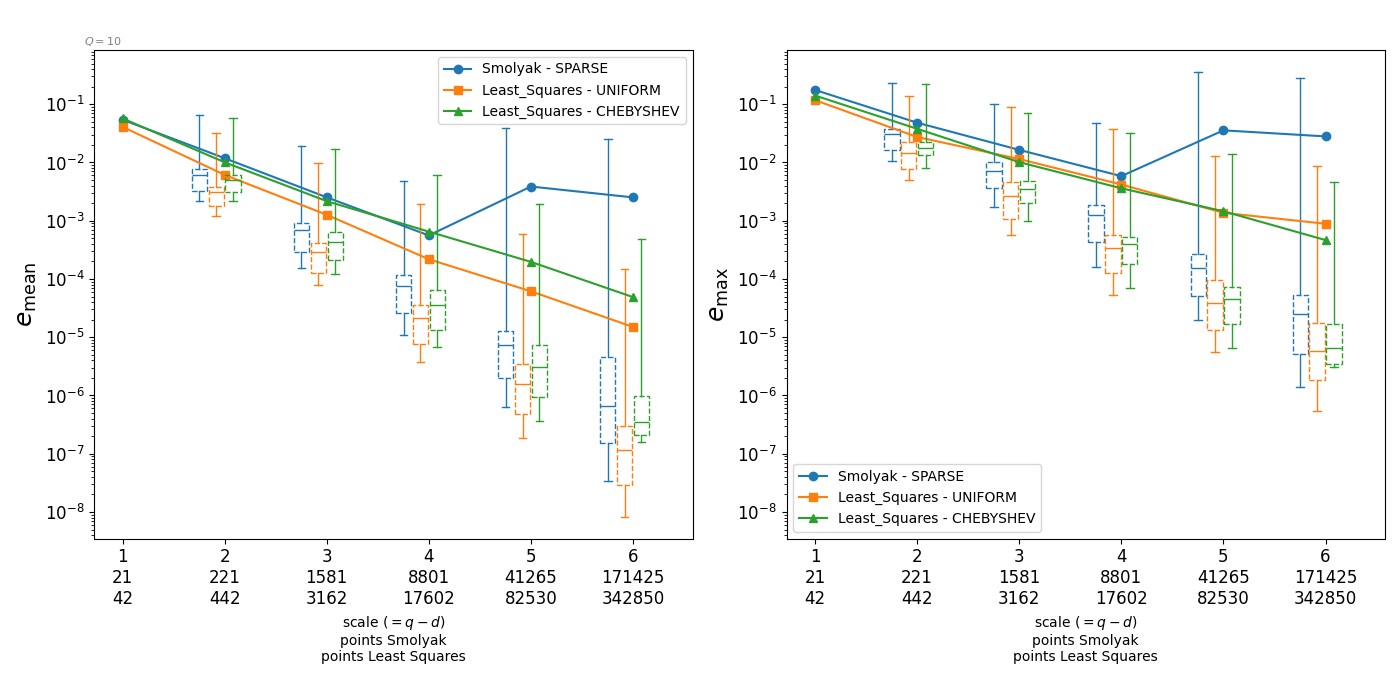 Q = 10
Smolyak - SPARSE
Least_Squares - UNIFORM
Least_Squares - CHEBYSHEV
10⁻¹
10⁻²
10⁻³
10⁻⁴
10⁻⁵
10⁻⁶
10⁻⁷
10⁻⁸
e_mean
1 2 3 4 5 6
21 221 1581 8801 41265 171425
42 442 3162 17602 82530 342850
scale (= q − d)
points Smolyak
points Least Squares
10⁻¹
10⁻²
10⁻³
10⁻⁴
10⁻⁵
10⁻⁶
10⁻⁷
10⁻⁸
e_max
Smolyak - SPARSE
Least_Squares - UNIFORM
Least_Squares - CHEBYSHEV
1 2 3 4 5 6
21 221 1581 8801 41265 171425
42 442 3162 17602 82530 342850
scale (= q − d)
points Smolyak
points Least Squares